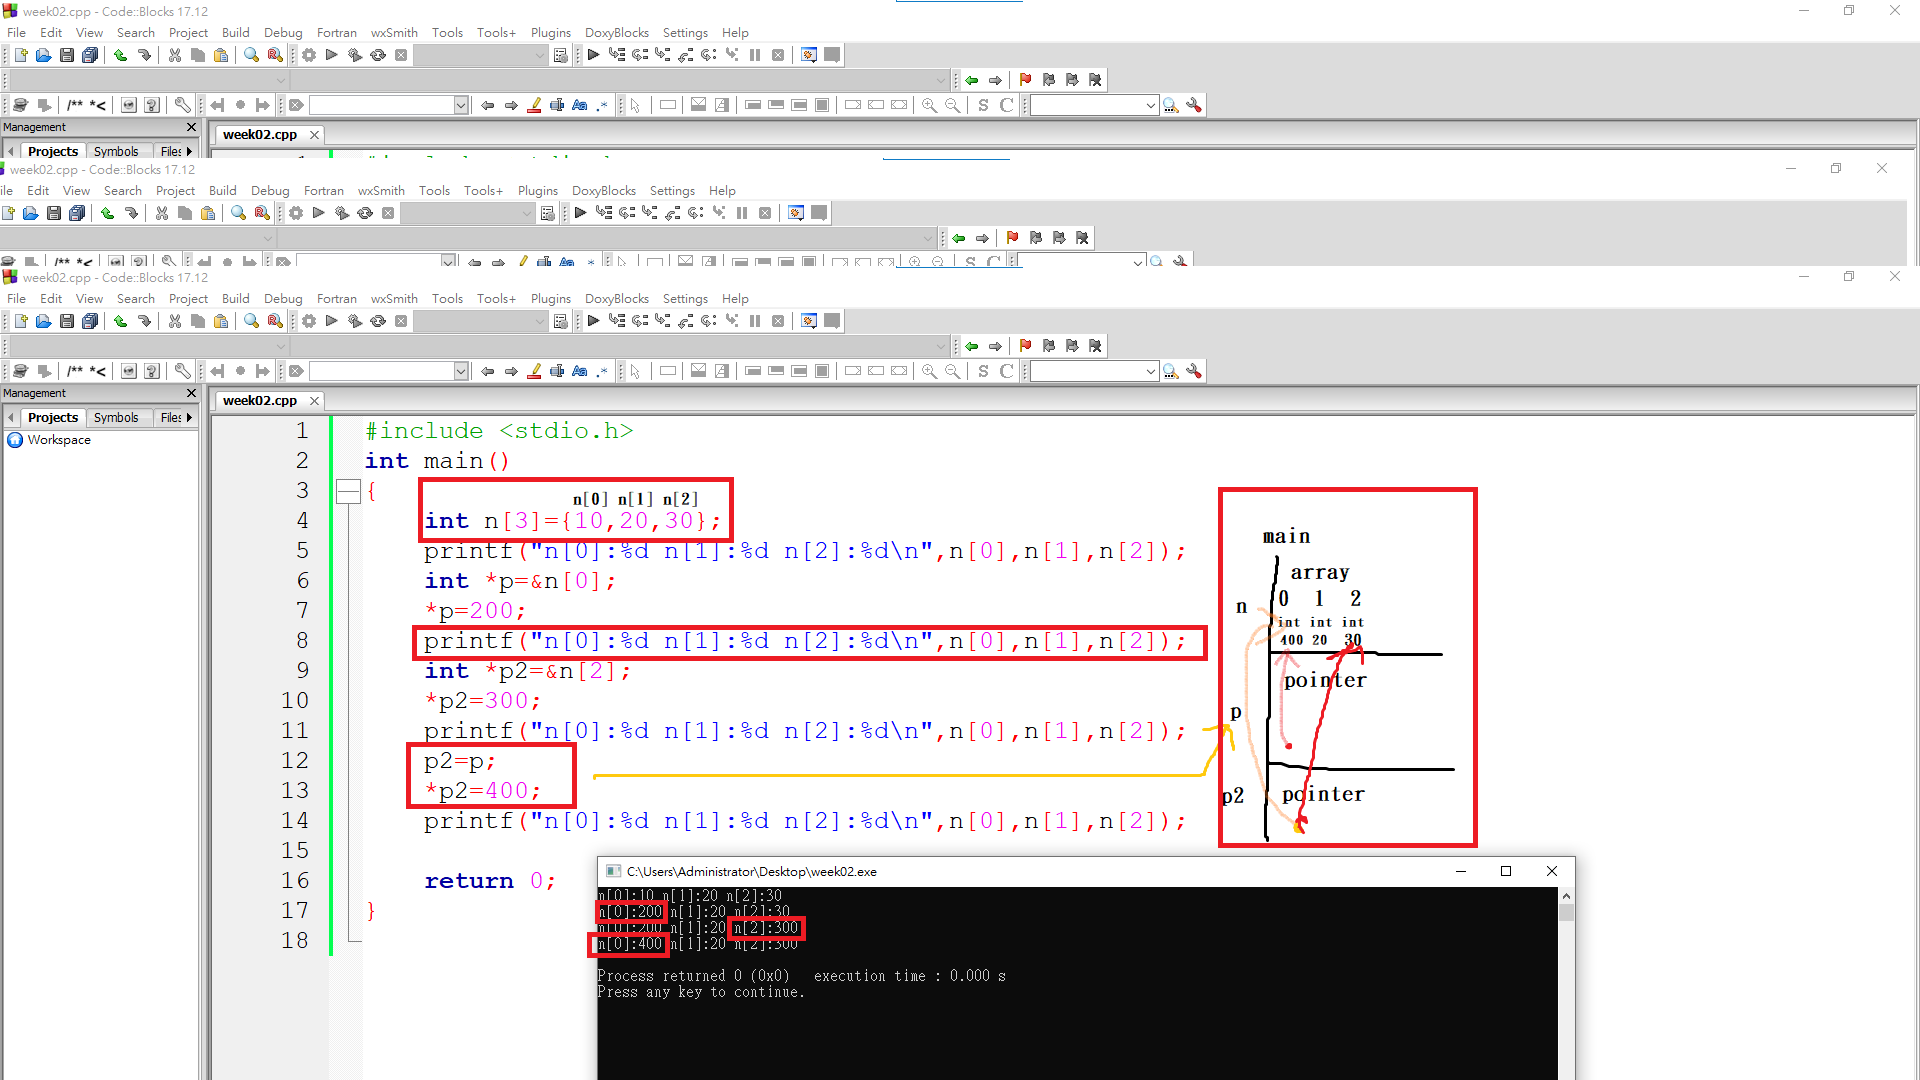 week02.cpp - Code::Blocks 17.12
File Edit View Search Project Build Debug Fortran wxSmith Tools Tools+ Plugins DoxyBlocks Settings Help
/** *<
Aa .*
S C
Management
Projects Symbols Files
week02.cpp
week02.cpp - Code::Blocks 17.12
ile Edit View Search Project Build Debug Fortran wxSmith Tools Tools+ Plugins DoxyBlocks Settings Help
week02.cpp - Code::Blocks 17.12
File Edit View Search Project Build Debug Fortran wxSmith Tools Tools+ Plugins DoxyBlocks Settings Help
/** *<
Aa .*
S C
Management
Projects Symbols Files
Workspace
week02.cpp
1 #include <stdio.h>
2 int main()
3 {
n[0] n[1] n[2]
4 int n[3]={10,20,30};
5 printf("n[0]:%d n[1]:%d n[2]:%d\n",n[0],n[1],n[2]);
6 int *p=&n[0];
7 *p=200;
8 printf("n[0]:%d n[1]:%d n[2]:%d\n",n[0],n[1],n[2]);
9 int *p2=&n[2];
10 *p2=300;
11 printf("n[0]:%d n[1]:%d n[2]:%d\n",n[0],n[1],n[2]);
12 p2=p;
13 *p2=400;
14 printf("n[0]:%d n[1]:%d n[2]:%d\n",n[0],n[1],n[2]);
15
16 return 0;
17 }
18
main
array
n 0 1 2
int int int
400 20 30
pointer
p
p2 pointer
C:\Users\Administrator\Desktop\week02.exe
n[0]:10 n[1]:20 n[2]:30
n[0]:200 n[1]:20 n[2]:30
n[0]:200 n[1]:20 n[2]:300
n[0]:400 n[1]:20 n[2]:300
Process returned 0 (0x0) execution time : 0.000 s
Press any key to continue.